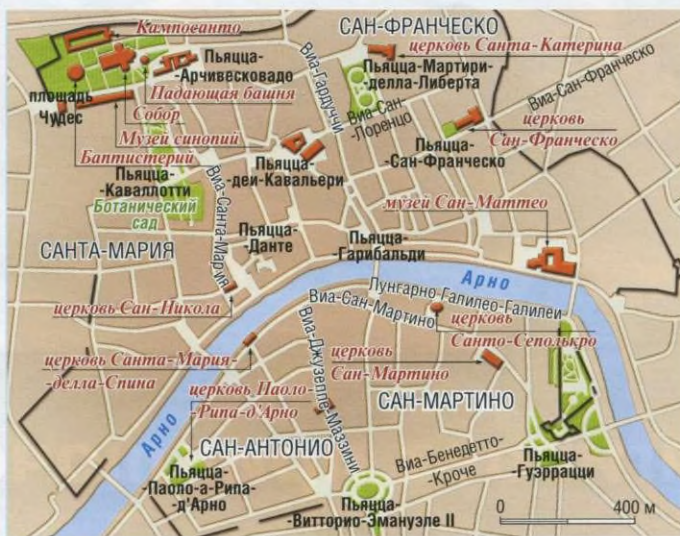 Кампосанто
САН-ФРАНЧЕСКО
церковь Санта-Катерина
Пьяцца-
-Арчивесковадо
Пьяцца-Мартири-
-делла-Либерта
Виа-Гардуччи
Виа-Сан-Франческо
площадь
Чудес
Падающая башня
Собор
Музей синопий
Баптистерий
Виа-Сан-
-Лоренцо
церковь
Сан-Франческо
Пьяцца-
-Сан-Франческо
Пьяцца-
-деи-Кавальери
Пьяцца-
-Каваллотти
Ботанический
сад
Виа-Санта-Мария
музей Сан-Маттео
Пьяцца-
-Данте
Пьяцца-
-Гарибальди
САНТА-МАРИЯ
Арно
Лунгарно Галилео-Галилеи
Виа-Сан-Мартино
церковь Сан-Никола
церковь
Санто-Сеполькро
Виа-Джузеппе-Маззини
церковь Санта-Мария-
-делла-Спина
церковь
Сан-Мартино
церковь Паоло-
-Рипа-д'Арно
САН-МАРТИНО
Арно
САН-АНТОНИО
Виа-Бенедетто-
-Кроче
Пьяцца-
-Гуэррацци
Пьяцца-
-Паоло-а-Рипа-
-д'Арно
Пьяцца-
-Витторио-Эмануэле II
0 400 м